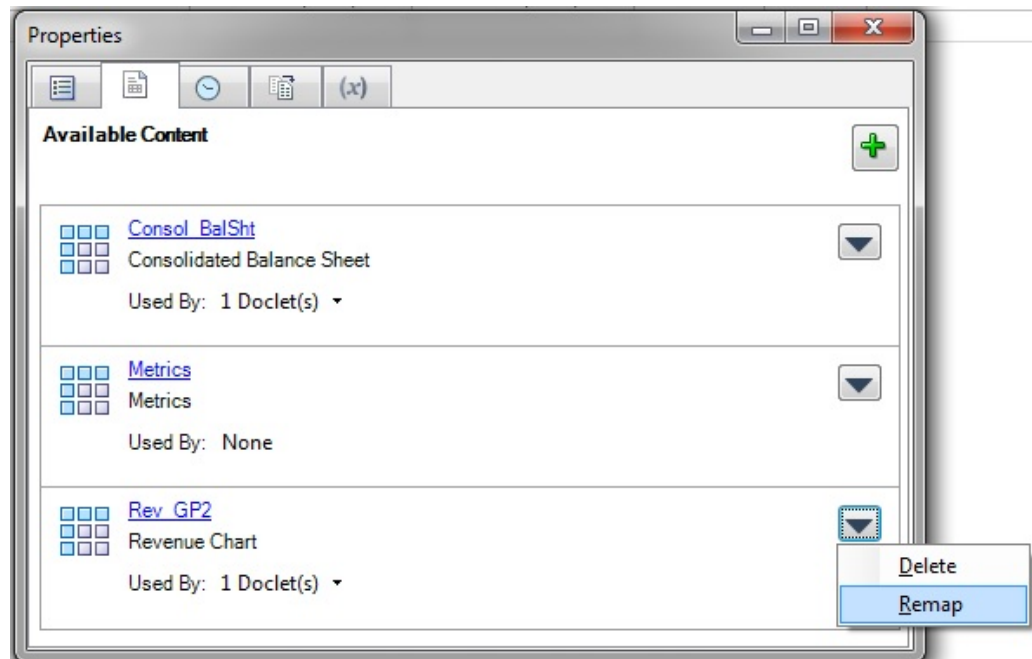 Properties
(x)
Available Content
Consol_BalSht
Consolidated Balance Sheet
Used By: 1 Doclet(s)
Metrics
Metrics
Used By: None
Rev_GP2
Revenue Chart
Used By: 1 Doclet(s)
Delete
Remap